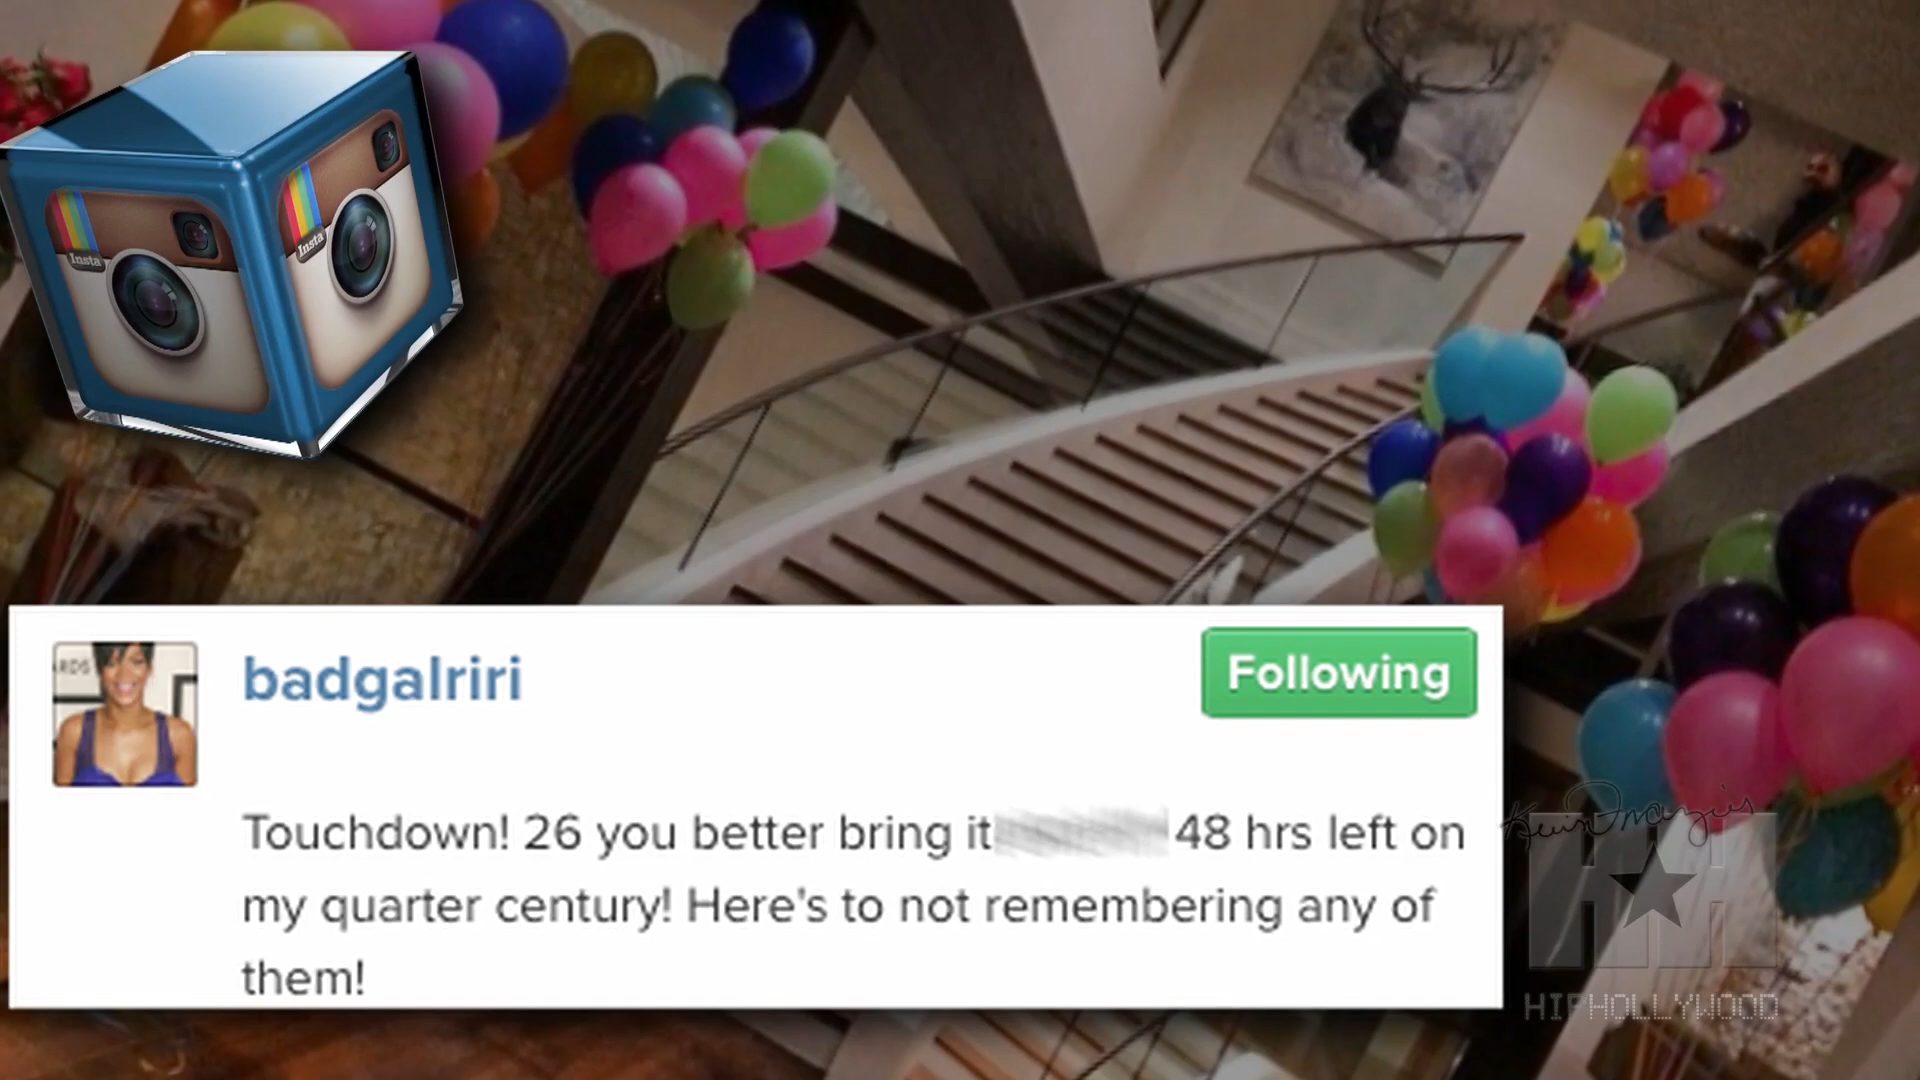 Insta
Insta
badgalriri
Following
Touchdown! 26 you better bring it 48 hrs left on
my quarter century! Here's to not remembering any of
them!
HIPHOLLYWOOD